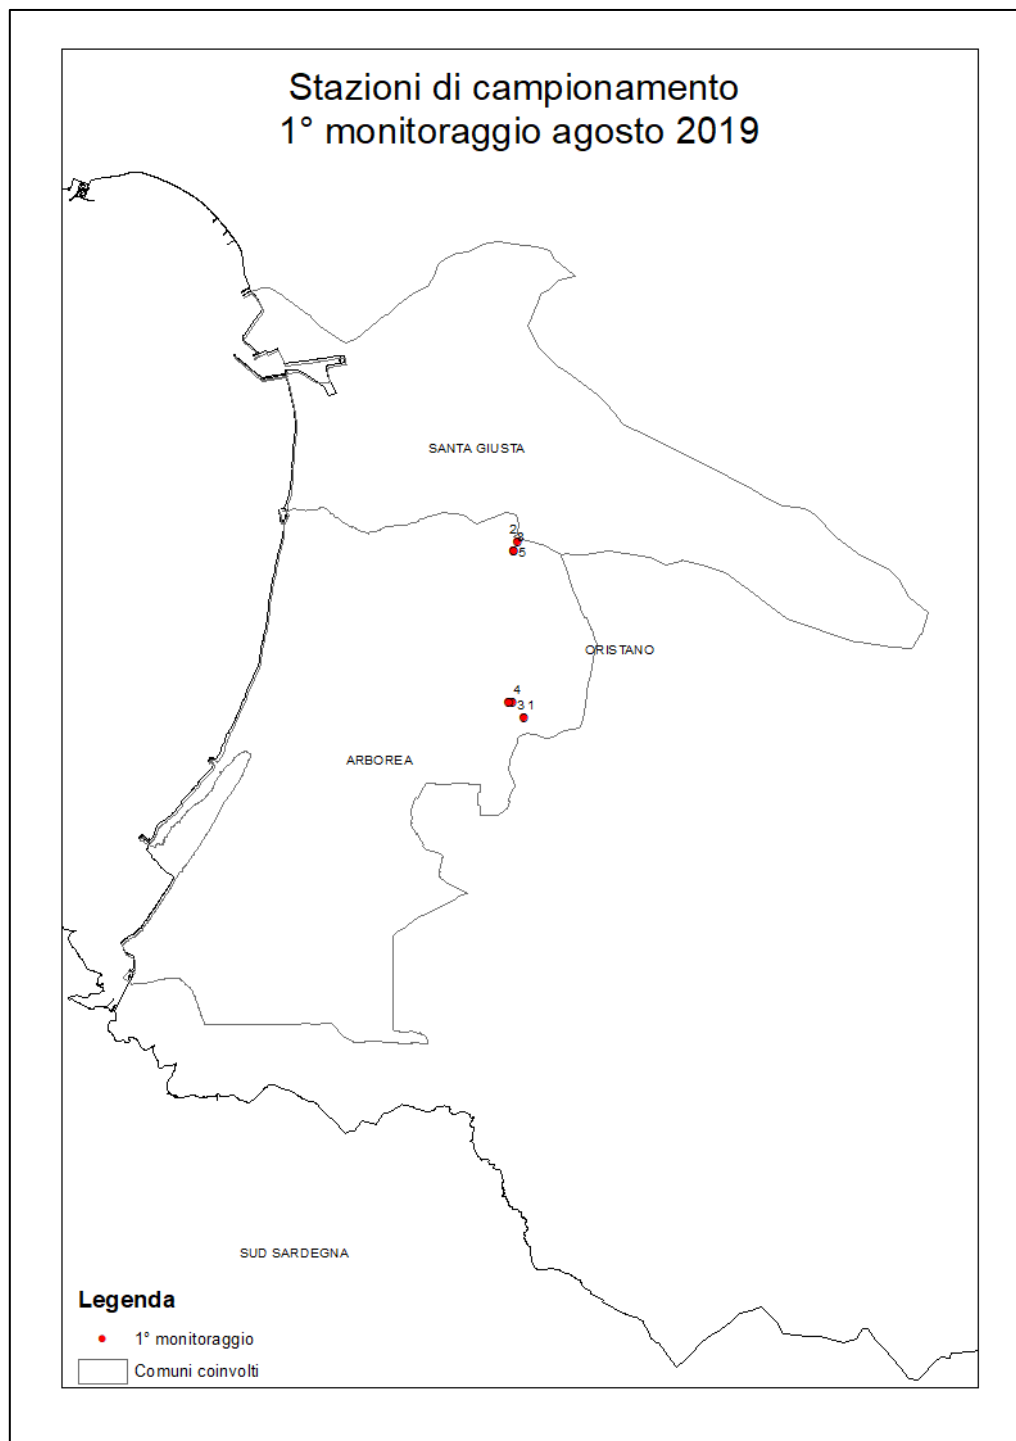 Stazioni di campionamento
1° monitoraggio agosto 2019
SANTA GIUSTA
2
5
ORISTANO
4
3 1
ARBOREA
SUD SARDEGNA
Legenda
1° monitoraggio
Comuni coinvolti